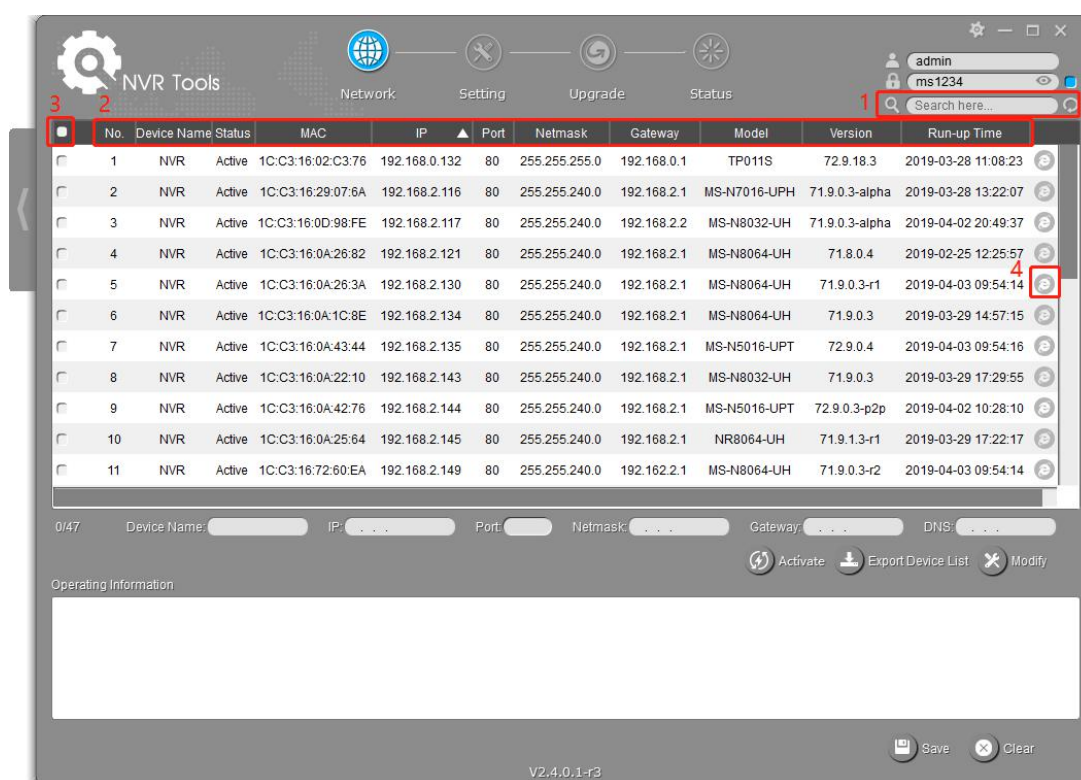 admin
NVR Tools
ms1234
Network Setting Upgrade Status
1 Search here...
3 2
No. Device Name Status MAC IP Port Netmask Gateway Model Version Run-up Time
1 NVR Active 1C:C3:16:02:C3:76 192.168.0.132 80 255.255.255.0 192.168.0.1 TP011S 72.9.18.3 2019-03-28 11:08:23
2 NVR Active 1C:C3:16:29:07:6A 192.168.2.116 80 255.255.240.0 192.168.2.1 MS-N7016-UPH 71.9.0.3-alpha 2019-03-28 13:22:07
3 NVR Active 1C:C3:16:0D:98:FE 192.168.2.117 80 255.255.240.0 192.168.2.2 MS-N8032-UH 71.9.0.3-alpha 2019-04-02 20:49:37
4 NVR Active 1C:C3:16:0A:26:82 192.168.2.121 80 255.255.240.0 192.168.2.1 MS-N8064-UH 71.8.0.4 2019-02-25 12:25:57
4
5 NVR Active 1C:C3:16:0A:26:3A 192.168.2.130 80 255.255.240.0 192.168.2.1 MS-N8064-UH 71.9.0.3-r1 2019-04-03 09:54:14
6 NVR Active 1C:C3:16:0A:1C:8E 192.168.2.134 80 255.255.240.0 192.168.2.1 MS-N8064-UH 71.9.0.3 2019-03-29 14:57:15
7 NVR Active 1C:C3:16:0A:43:44 192.168.2.135 80 255.255.240.0 192.168.2.1 MS-N5016-UPT 72.9.0.4 2019-04-03 09:54:16
8 NVR Active 1C:C3:16:0A:22:10 192.168.2.143 80 255.255.240.0 192.168.2.1 MS-N8032-UH 71.9.0.3 2019-03-29 17:29:55
9 NVR Active 1C:C3:16:0A:42:76 192.168.2.144 80 255.255.240.0 192.168.2.1 MS-N5016-UPT 72.9.0.3-p2p 2019-04-02 10:28:10
10 NVR Active 1C:C3:16:0A:25:64 192.168.2.145 80 255.255.240.0 192.168.2.1 NR8064-UH 71.9.1.3-r1 2019-03-29 17:22:17
11 NVR Active 1C:C3:16:72:60:EA 192.168.2.149 80 255.255.240.0 192.162.2.1 MS-N8064-UH 71.9.0.3-r2 2019-04-03 09:54:14
0/47 Device Name: IP: . . . Port: Netmask: . . . Gateway: . . . DNS: . . .
Activate Export Device List Modify
Operating Information
Save Clear
V2.4.0.1-r3